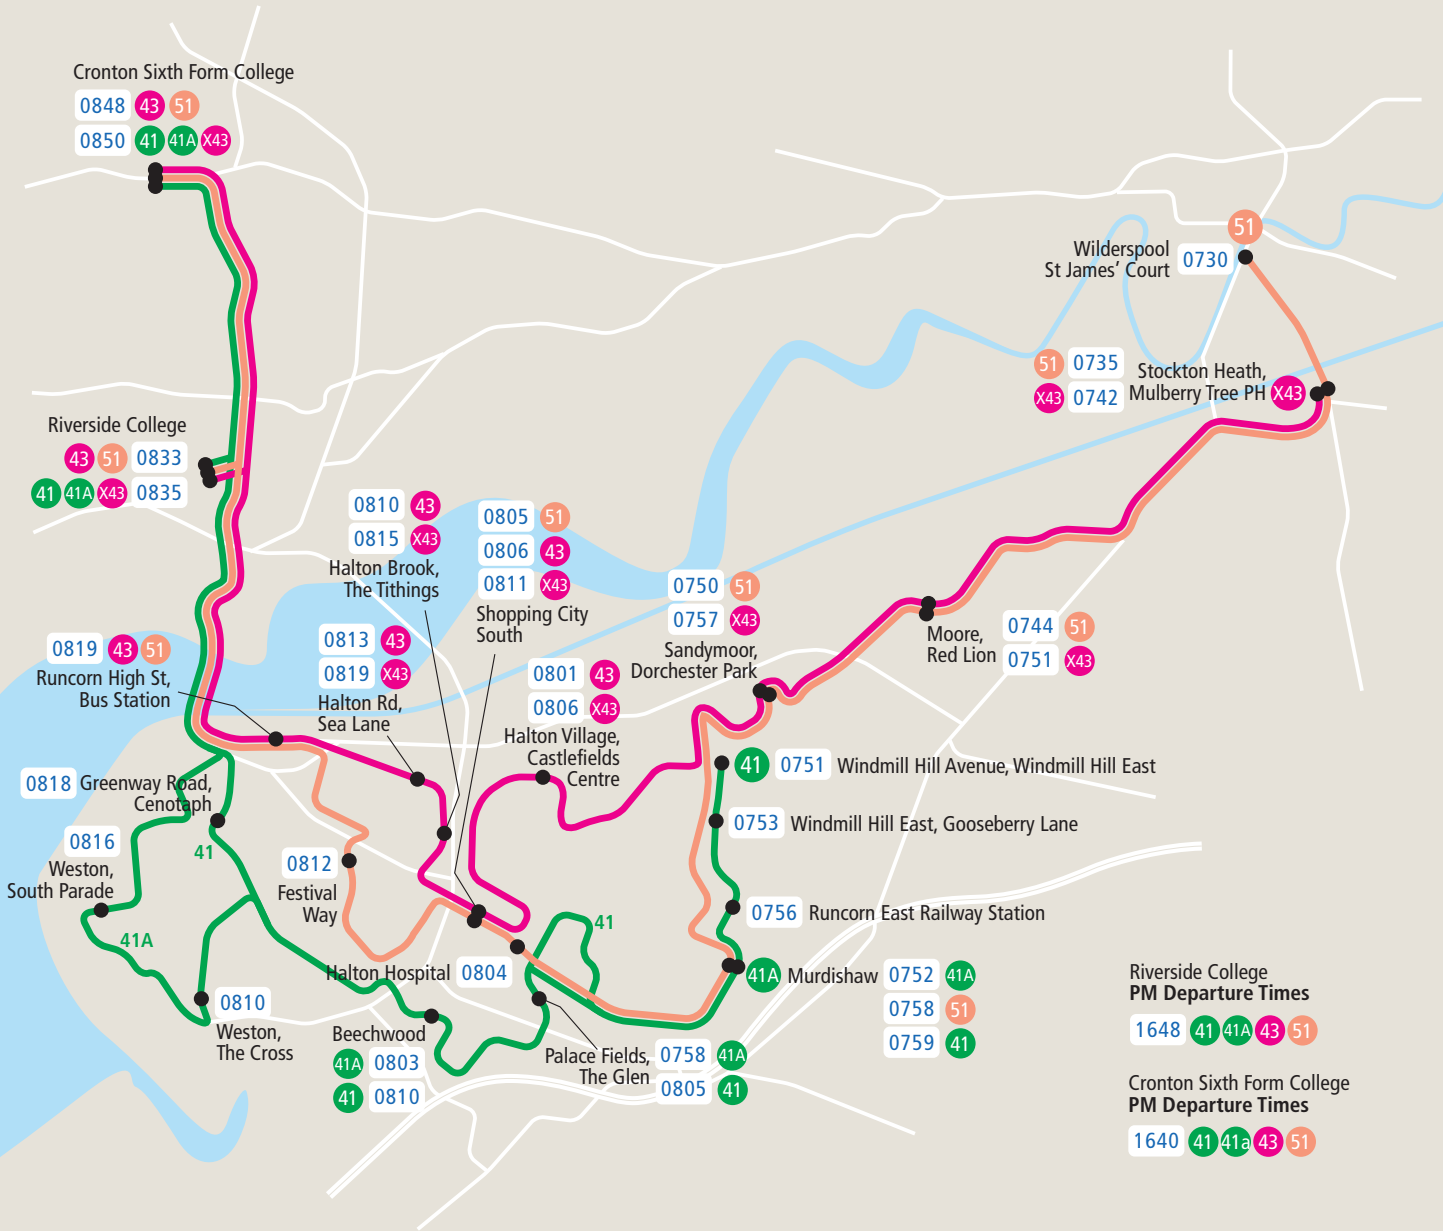 Cronton Sixth Form College
0848 43 51
0850 41 41A X43
51
Wilderspool
St James’ Court 0730
51 0735
X43 0742
Stockton Heath,
Mulberry Tree PH X43
Riverside College
43 51 0833
41 41A X43 0835
0810 43
0815 X43
Halton Brook,
The Tithings
0805 51
0806 43
0811 X43
Shopping City
South
0750 51
0757 X43
Sandymoor,
Dorchester Park
Moore,
Red Lion
0744 51
0751 X43
0819 43 51
Runcorn High St,
Bus Station
0813 43
0819 X43
Halton Rd,
Sea Lane
0801 43
0806 X43
Halton Village,
Castlefields
Centre
41 0751 Windmill Hill Avenue, Windmill Hill East
0818 Greenway Road,
Cenotaph
0753 Windmill Hill East, Gooseberry Lane
0816
Weston,
South Parade
41
0812
Festival
Way
0756 Runcorn East Railway Station
41A
41
Halton Hospital 0804
41A Murdishaw 0752 41A
0758 51
0759 41
0810
Weston,
The Cross
Beechwood
41A 0803
41 0810
Palace Fields,
The Glen
0758 41A
0805 41
Riverside College
PM Departure Times
1648 41 41A 43 51
Cronton Sixth Form College
PM Departure Times
1640 41 41a 43 51